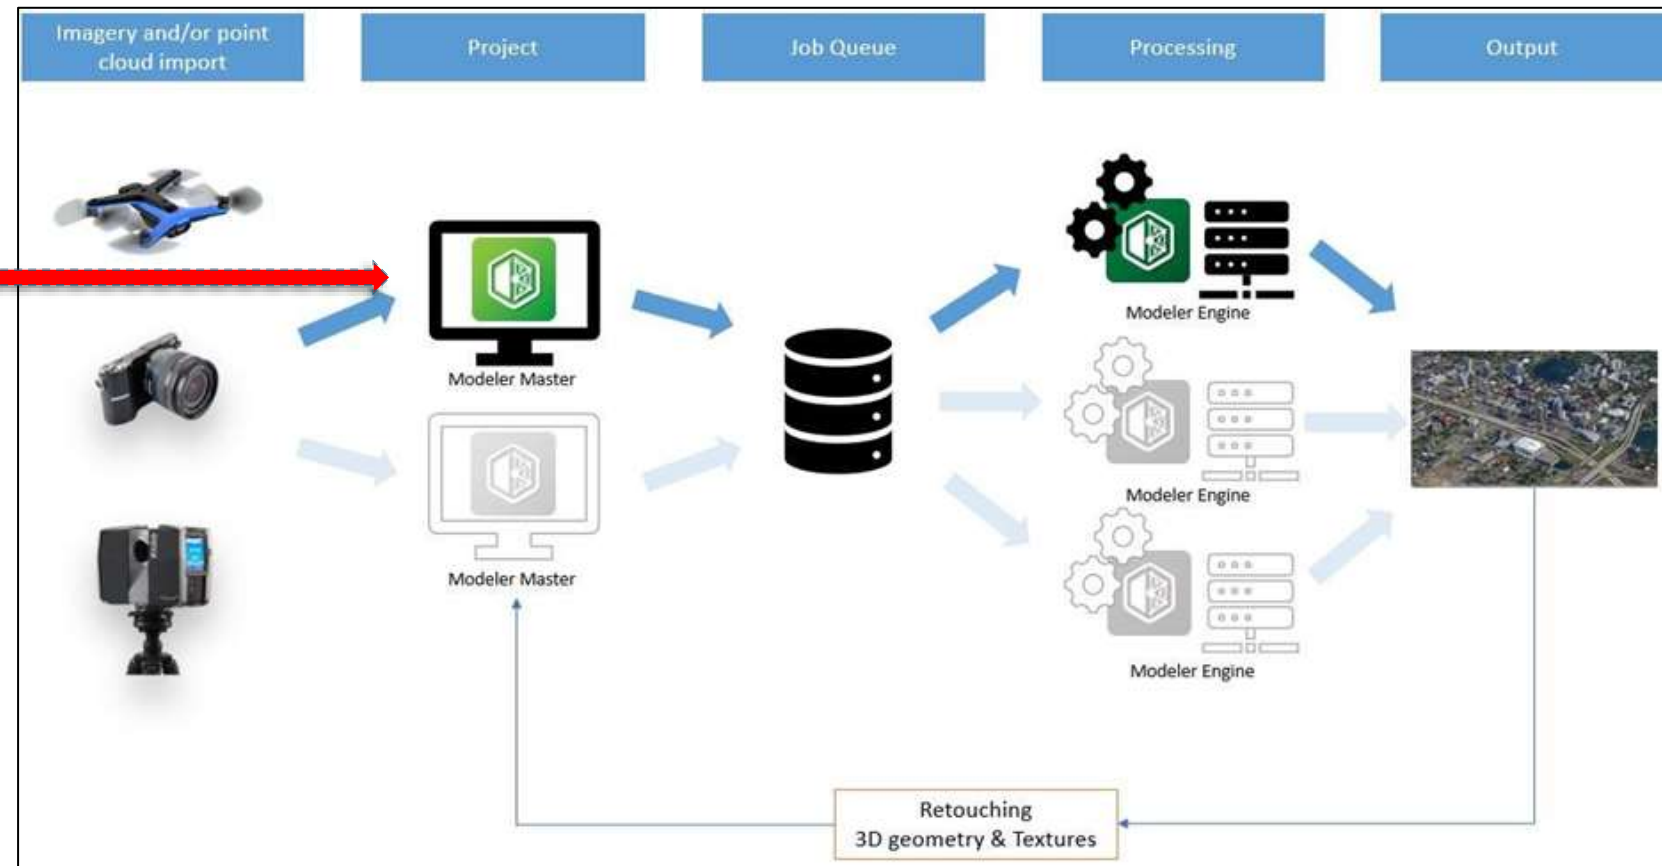 Imagery and/or point
cloud import
Project
Job Queue
Processing
Output
Modeler Master
Modeler Master
Modeler Engine
Modeler Engine
Modeler Engine
Retouching
3D geometry & Textures